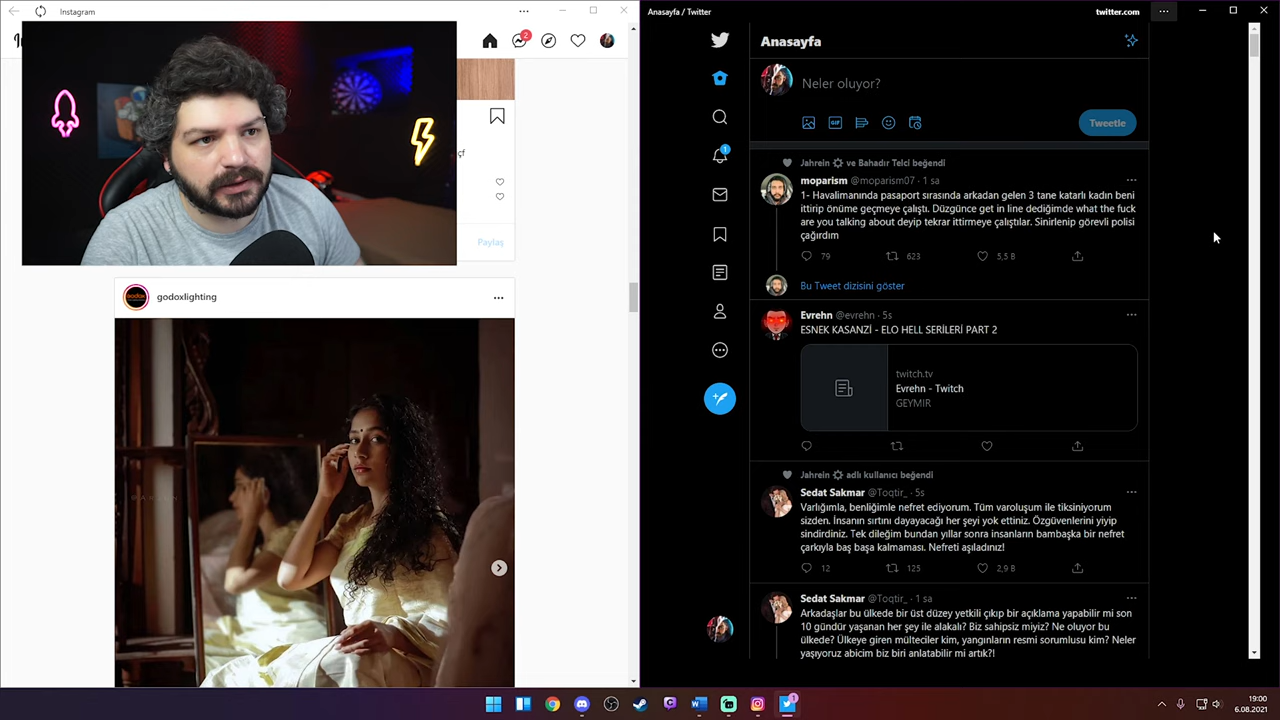 Instagram
2
çf
Paylaş
godoxlighting
Anasayfa / Twitter
twitter.com
Anasayfa
Neler oluyor?
GIF
Tweetle
1
Jahrein ve Bahadır Telci beğendi
moparism @moparism07 · 1 sa
1- Havalimanında pasaport sırasında arkadan gelen 3 tane katarlı kadın beni
ittirip önüme geçmeye çalıştı. Düzgünce get in line dediğimde what the fuck
are you talking about deyip tekrar ittirmeye çalıştılar. Sinirlenip görevli polisi
çağırdım
79 623 5,5 B
Bu Tweet dizisini göster
Evrehn @evrehn · 5s
ESNEK KASANZİ - ELO HELL SERİLERİ PART 2
twitch.tv
Evrehn - Twitch
GEYMIR
Jahrein adlı kullanıcı beğendi
Sedat Sakmar @Toqtir_ · 5s
Varlığımla, benliğimle nefret ediyorum. Tüm varoluşum ile tiksiniyorum
sizden. İnsanın sırtını dayayacağı her şeyi yok ettiniz. Özgüvenlerini yiyip
sindirdiniz. Tek dileğim bundan yıllar sonra insanların bambaşka bir nefret
çarkıyla baş başa kalmaması. Nefreti aşıladınız!
12 125 2,9 B
Sedat Sakmar @Toqtir_ · 1 sa
Arkadaşlar bu ülkede bir üst düzey yetkili çıkıp bir açıklama yapabilir mi son
10 gündür yaşanan her şey ile alakalı? Biz sahipsiz miyiz? Ne oluyor bu
ülkede? Ülkeye giren mülteciler kim, yangınların resmi sorumlusu kim? Neler
yaşıyoruz abicim biz biri anlatabilir mi artık?!
1
19:00
6.08.2021